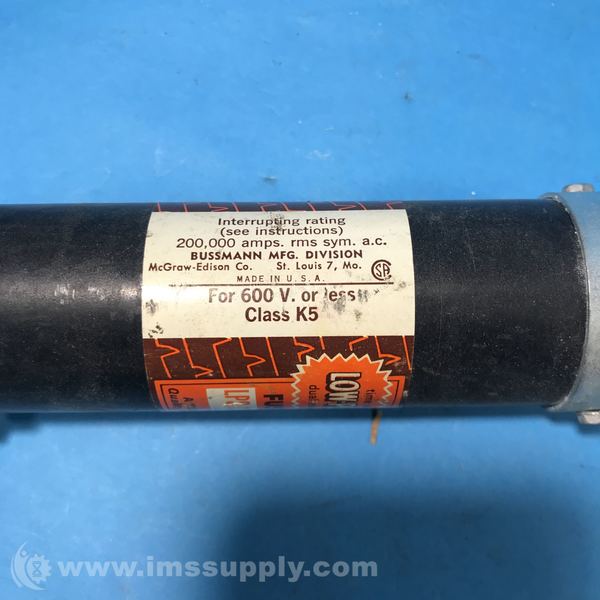 Interrupting rating
(see instructions)
200,000 amps. rms sym. a.c.
BUSSMANN MFG. DIVISION
McGraw-Edison Co. St. Louis 7, Mo.
MADE IN U.S.A.
For 600 V. or less
Class K5
www.imssupply.com